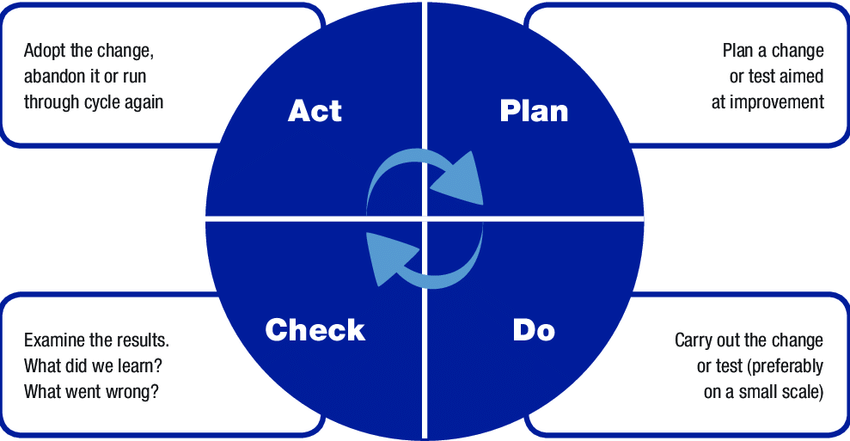 Adopt the change,
abandon it or run
through cycle again
Act
Plan
Plan a change
or test aimed
at improvement
Examine the results.
What did we learn?
What went wrong?
Check
Do
Carry out the change
or test (preferably
on a small scale)